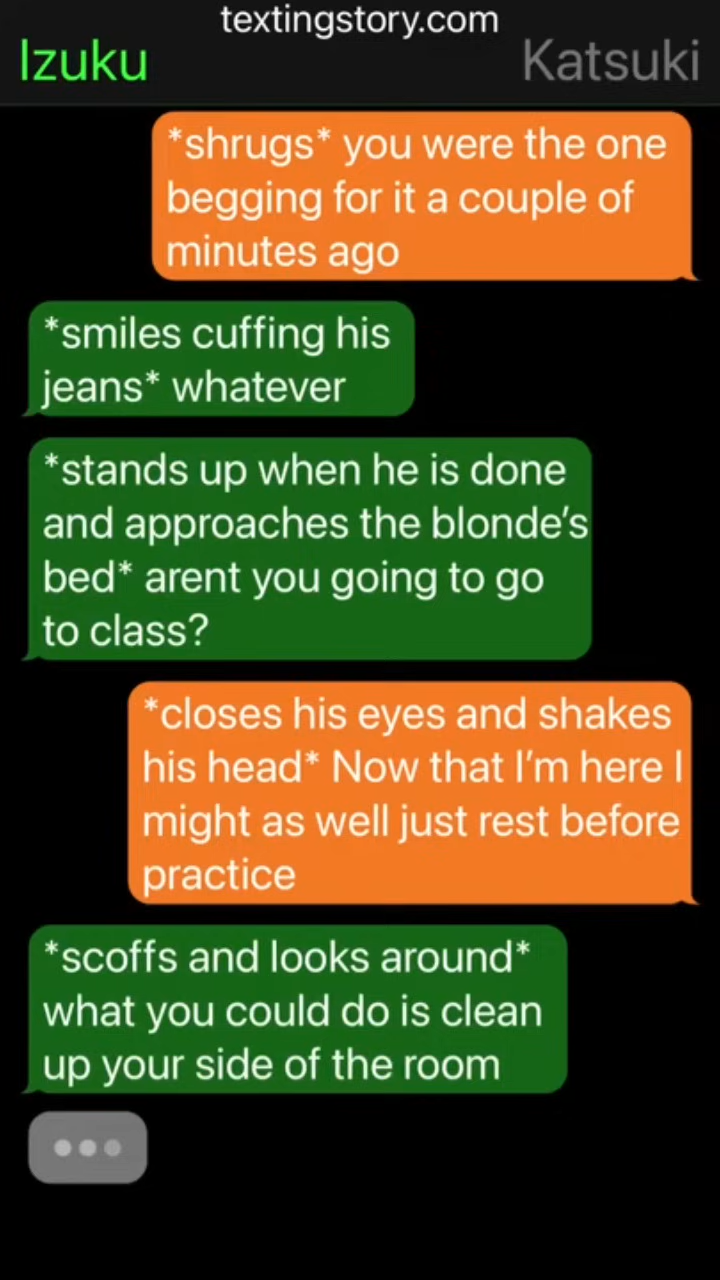 textingstory.com
Izuku
Katsuki
*shrugs* you were the one
begging for it a couple of
minutes ago
*smiles cuffing his
jeans* whatever
*stands up when he is done
and approaches the blonde’s
bed* arent you going to go
to class?
*closes his eyes and shakes
his head* Now that I’m here I
might as well just rest before
practice
*scoffs and looks around*
what you could do is clean
up your side of the room